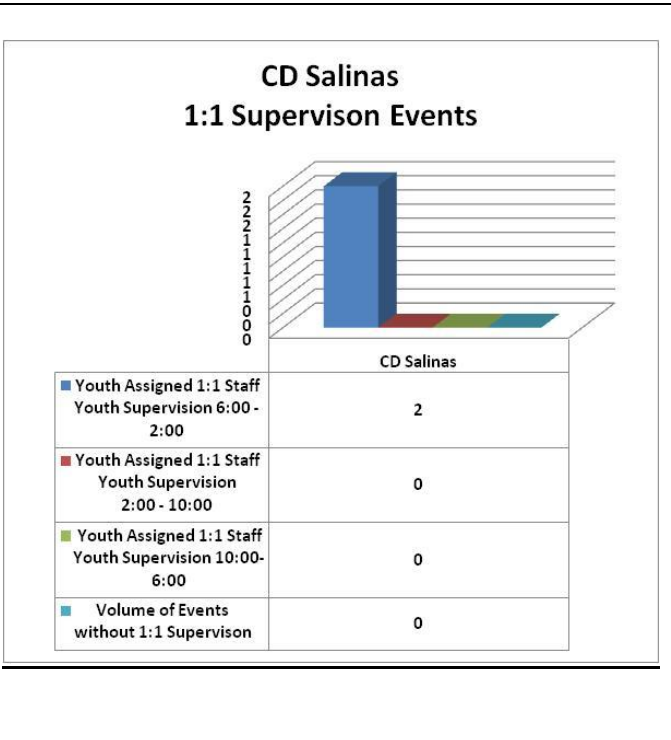 CD Salinas
1:1 Supervison Events
2
2
2
1
1
1
1
1
0
0
0
CD Salinas
Youth Assigned 1:1 Staff
Youth Supervision 6:00 -
2:00
2
Youth Assigned 1:1 Staff
Youth Supervision
2:00 - 10:00
0
Youth Assigned 1:1 Staff
Youth Supervision 10:00-
6:00
0
Volume of Events
without 1:1 Supervison
0